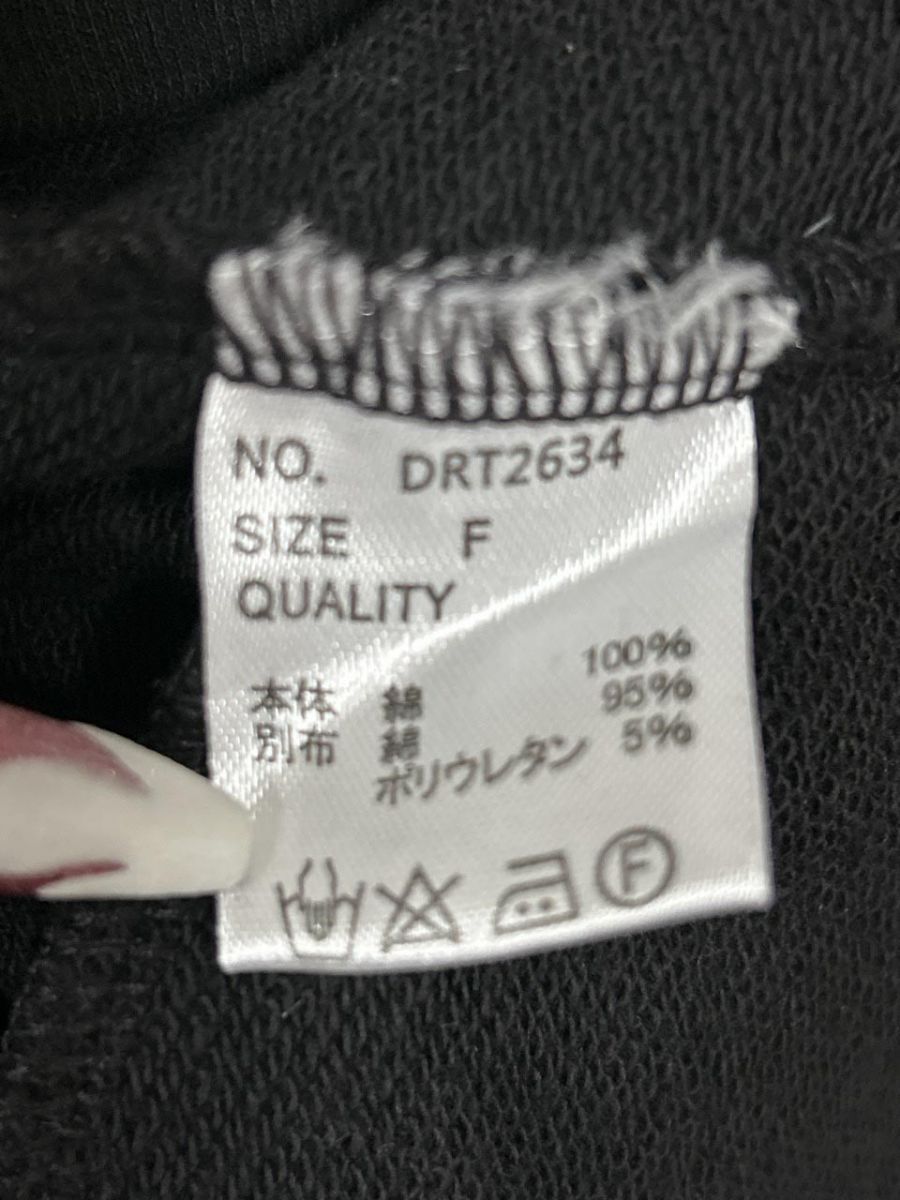 NO. DRT2634
SIZE F
QUALITY
100%
本体 綿 95%
別布 綿 5%
ポリウレタン
F